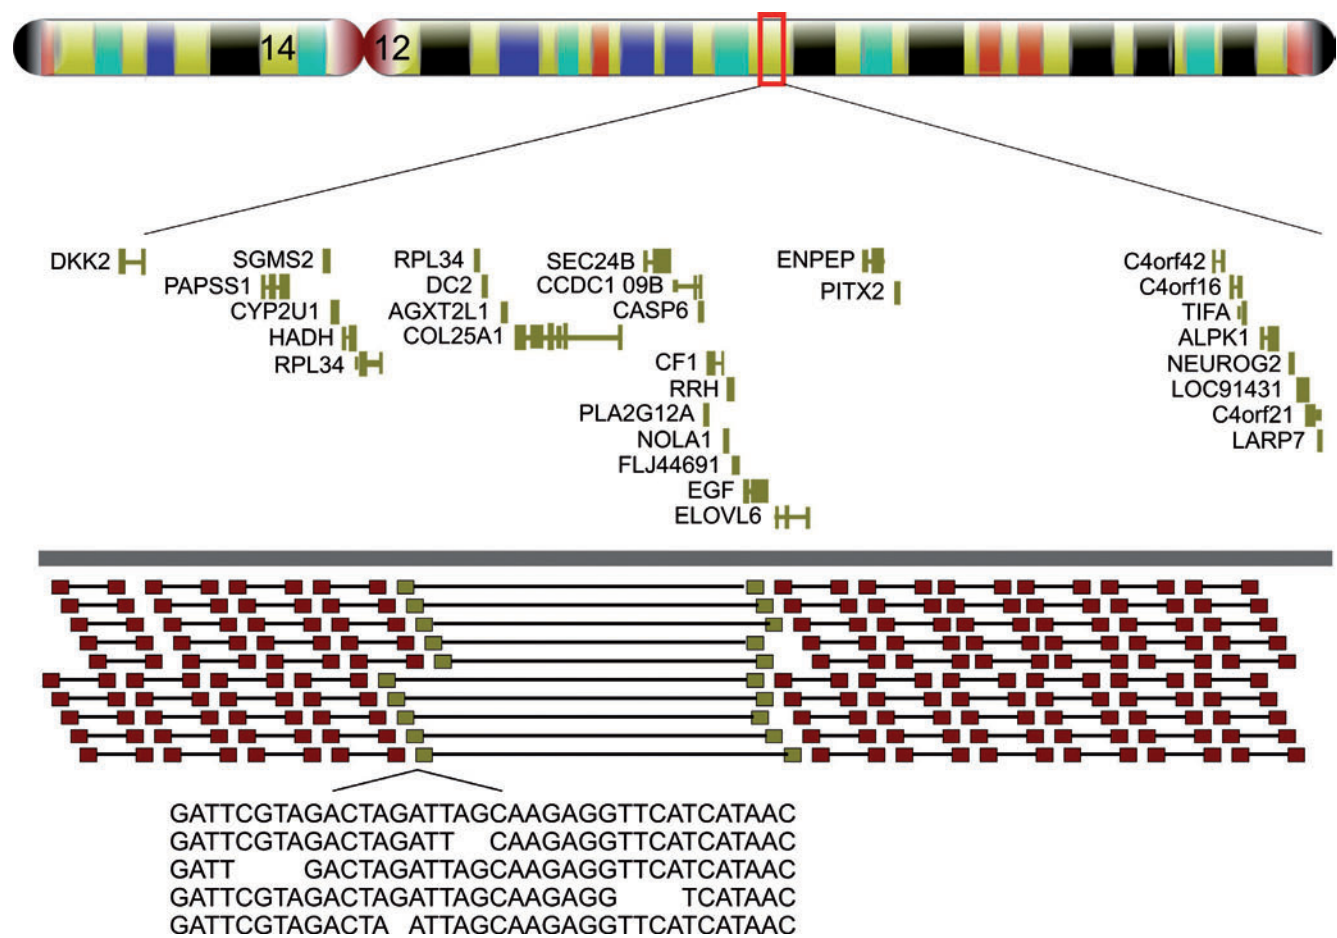 14 12
DKK2
PAPSS1
SGMS2
CYP2U1
HADH
RPL34
RPL34
DC2
AGXT2L1
COL25A1
SEC24B
CCDC1 09B
CASP6
CF1
RRH
PLA2G12A
NOLA1
FLJ44691
EGF
ELOVL6
ENPEP
PITX2
C4orf42
C4orf16
TIFA
ALPK1
NEUROG2
LOC91431
C4orf21
LARP7
GATTCGTAGACTAGATTAGCAAGAGGTTCATCATAAC
GATTCGTAGACTAGATT CAAGAGGTTCATCATAAC
GATT GACTAGATTAGCAAGAGGTTCATCATAAC
GATTCGTAGACTAGATTAGCAAGAGG TCATAAC
GATTCGTAGACTA ATTAGCAAGAGGTTCATCATAAC